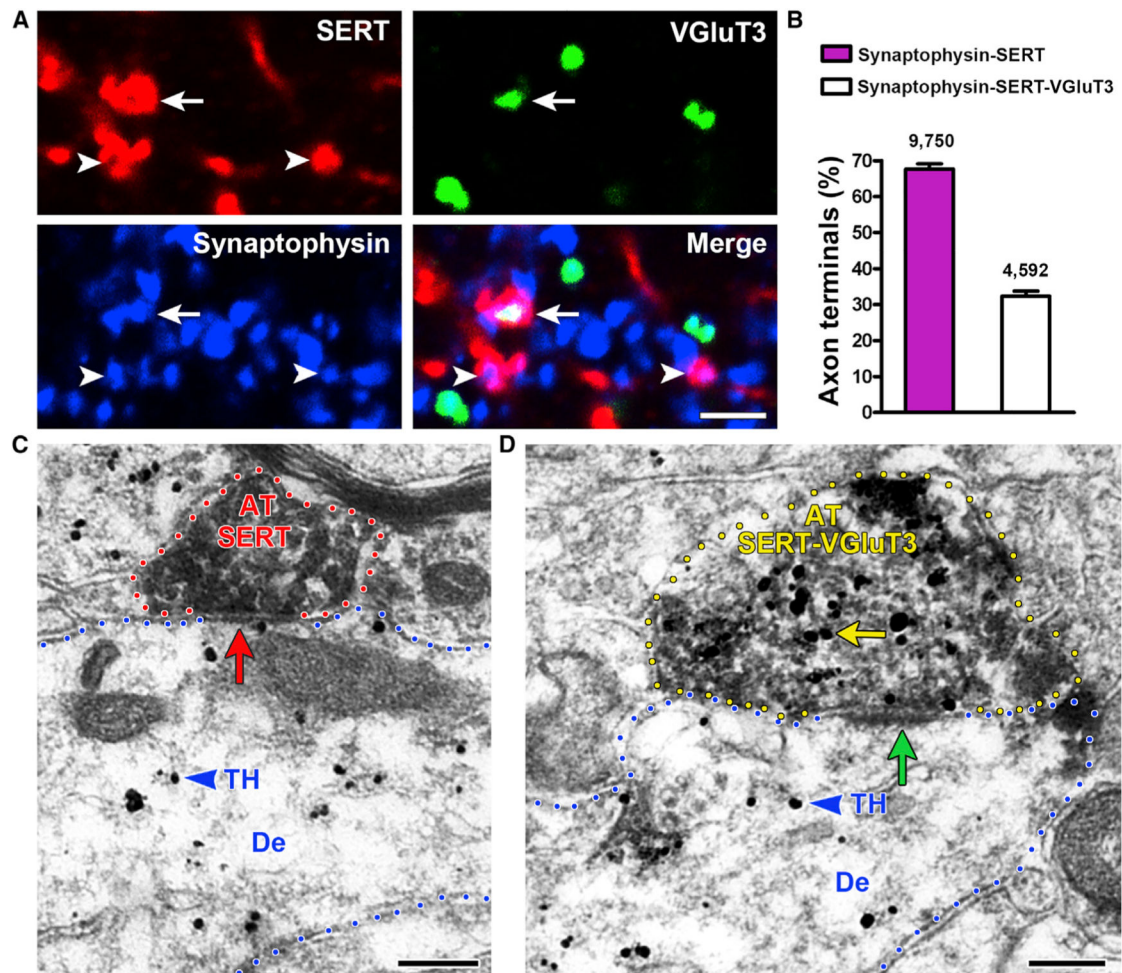 A
SERT
VGluT3
Synaptophysin
Merge
B
Synaptophysin-SERT
Synaptophysin-SERT-VGluT3
9,750
4,592
Axon terminals (%)
70
60
50
40
30
20
10
0
C
AT
SERT
TH
De
D
AT
SERT-VGluT3
TH
De